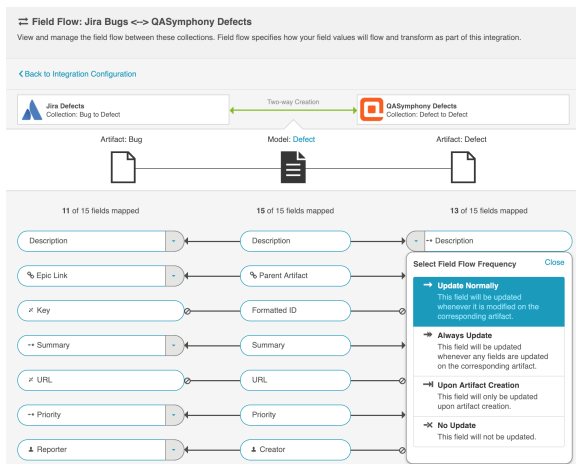 Field Flow: Jira Bugs <--> QASymphony Defects
View and manage the field flow between these collections. Field flow specifies how your field values will flow and transform as part of this integration.
Back to Integration Configuration
Jira Defects
Collection: Bug to Defect
Two-way Creation
QASymphony Defects
Collection: Defect to Defect
Artifact: Bug
Model: Defect
Artifact: Defect
11 of 15 fields mapped
15 of 15 fields mapped
13 of 15 fields mapped
Description
Description
Description
Epic Link
Parent Artifact
Key
Formatted ID
Summary
Summary
URL
URL
Priority
Priority
Reporter
Creator
Select Field Flow Frequency
Close
Update Normally
This field will be updated
whenever it is modified on the
corresponding artifact.
Always Update
This field will be updated
whenever any fields are updated
on the corresponding artifact.
Upon Artifact Creation
This field will only be updated
upon artifact creation.
No Update
This field will not be updated.